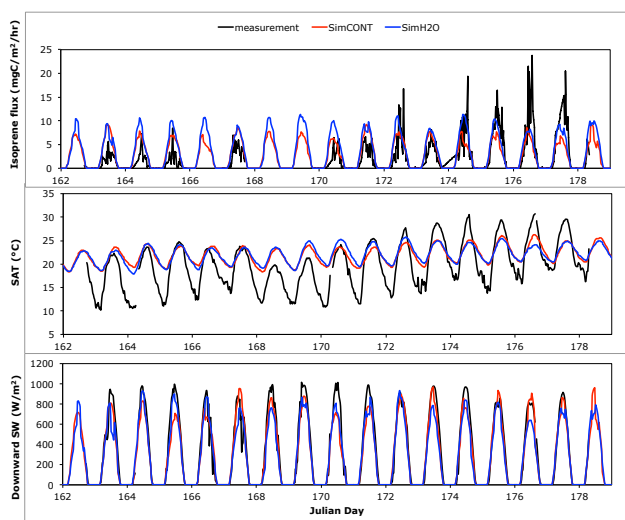 measurement SimCONT SimH2O
Isoprene flux (mgC/m²/hr)
25
20
15
10
5
0
162 164 166 168 170 172 174 176 178
SAT (°C)
35
30
25
20
15
10
5
162 164 166 168 170 172 174 176 178
Downward SW (W/m²)
1000
800
600
400
200
0
162 164 166 168 170 172 174 176 178
Julian Day